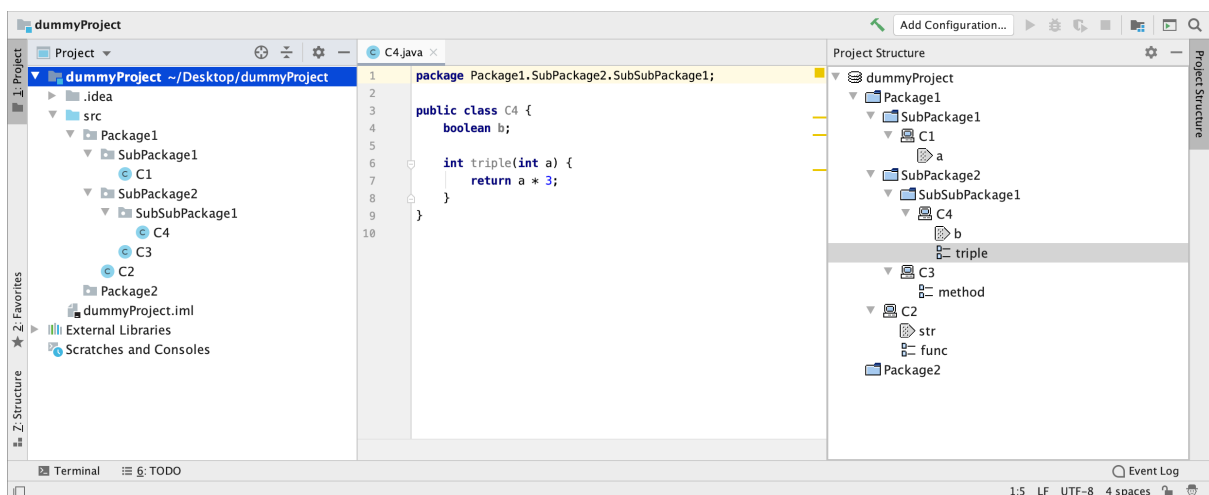 dummyProject
Add Configuration...
1: Project
Project
C4.java
Project Structure
Project Structure
dummyProject ~/Desktop/dummyProject
.idea
src
Package1
SubPackage1
C C1
SubPackage2
SubSubPackage1
C C4
C C3
C C2
Package2
dummyProject.iml
External Libraries
Scratches and Consoles
2: Favorites
Z: Structure
1 package Package1.SubPackage2.SubSubPackage1;
2
3 public class C4 {
4 boolean b;
5
6 int triple(int a) {
7 return a * 3;
8 }
9 }
10
dummyProject
Package1
SubPackage1
C1
a
SubPackage2
SubSubPackage1
C4
b
triple
C3
method
C2
str
func
Package2
Terminal
6: TODO
Event Log
1:5 LF UTF-8 4 spaces